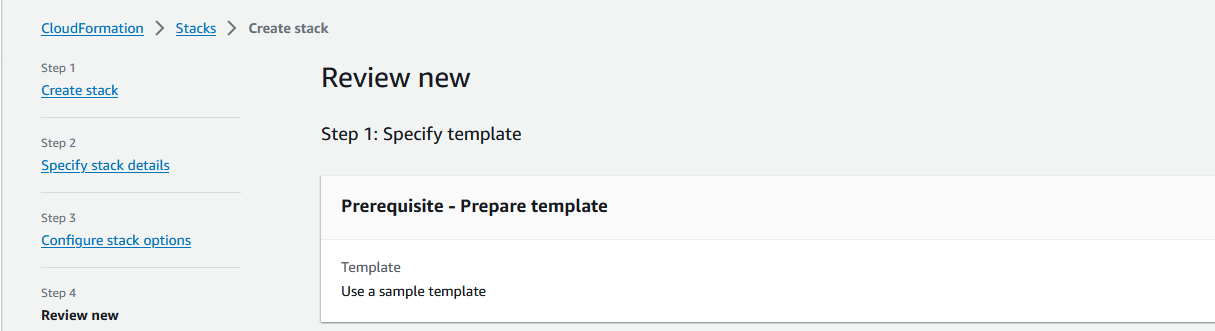 CloudFormation > Stacks > Create stack
Step 1
Create stack
Step 2
Specify stack details
Step 3
Configure stack options
Step 4
Review new
Review new
Step 1: Specify template
Prerequisite - Prepare template
Template
Use a sample template